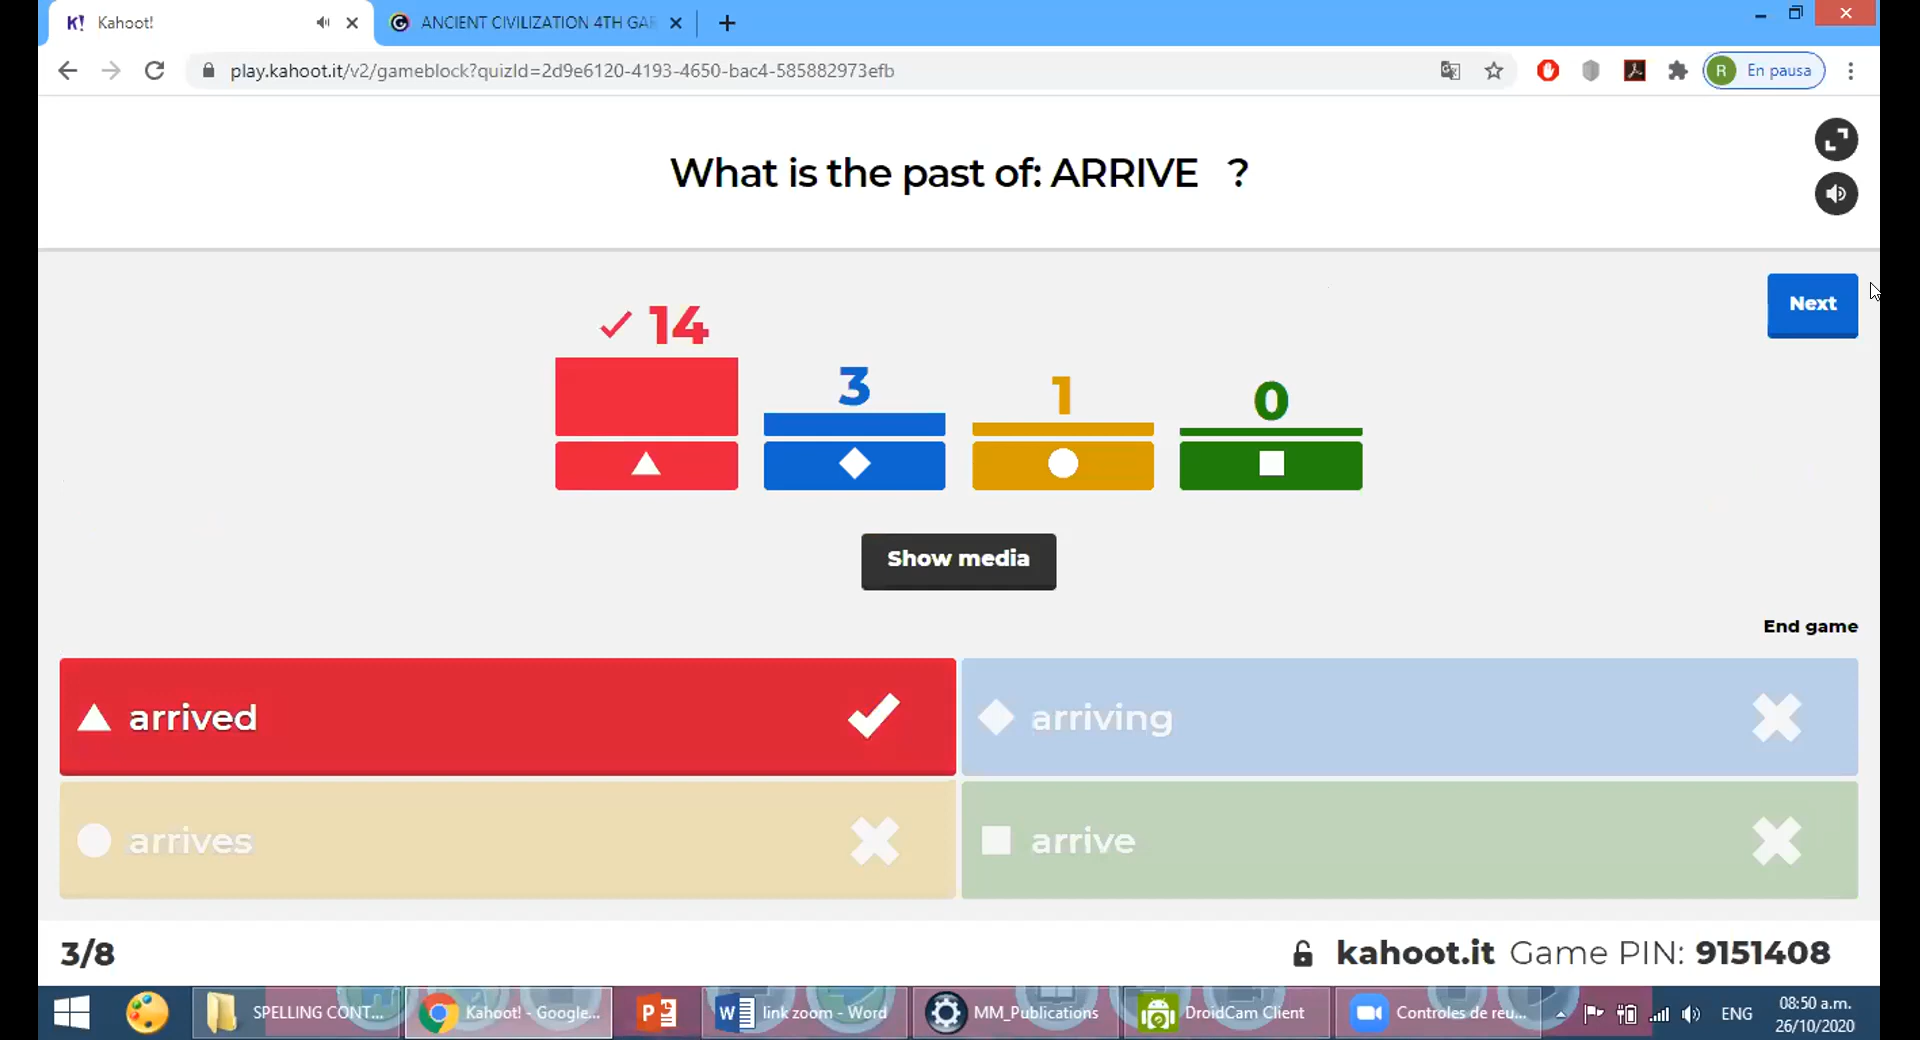 K! Kahoot!
ANCIENT CIVILIZATION 4TH GAR
play.kahoot.it/v2/gameblock?quizId=2d9e6120-4193-4650-bac4-585882973efb
R En pausa
What is the past of: ARRIVE ?
Next
14
3
1
0
Show media
End game
arrived
arriving
arrives
arrive
3/8
kahoot.it Game PIN: 9151408
SPELLING CONT...
Kahoot! - Google...
link zoom - Word
MM_Publications
DroidCam Client
Controles de reu...
ENG
08:50 a.m.
26/10/2020